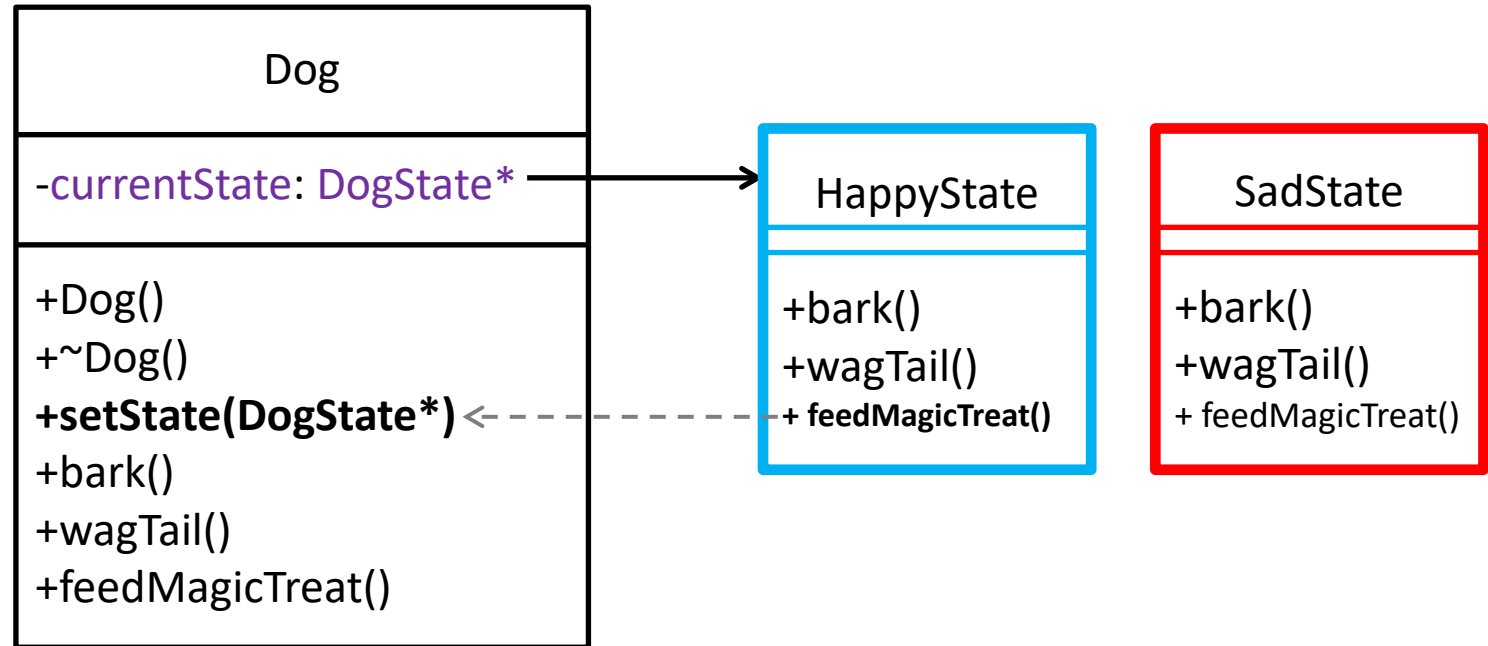 Dog
-currentState: DogState*
+Dog()
+~Dog()
+setState(DogState*)
+bark()
+wagTail()
+feedMagicTreat()
HappyState
+bark()
+wagTail()
+ feedMagicTreat()
SadState
+bark()
+wagTail()
+ feedMagicTreat()